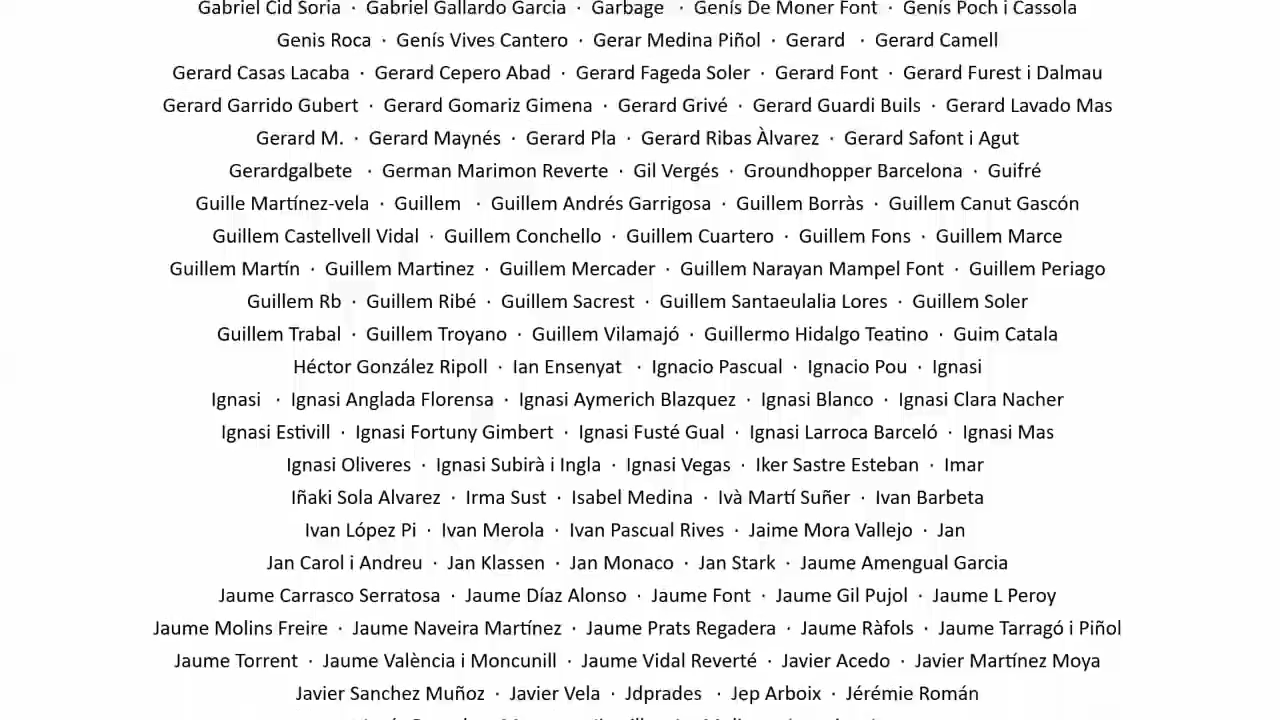 Gabriel Cid Soria · Gabriel Gallardo Garcia · Garbage · Genís De Moner Font · Genís Poch i Cassola
Genis Roca · Genís Vives Cantero · Gerar Medina Piñol · Gerard · Gerard Camell
Gerard Casas Lacaba · Gerard Cepero Abad · Gerard Fageda Soler · Gerard Font · Gerard Furest i Dalmau
Gerard Garrido Gubert · Gerard Gomariz Gimena · Gerard Grivé · Gerard Guardi Buils · Gerard Lavado Mas
Gerard M. · Gerard Maynés · Gerard Pla · Gerard Ribas Àlvarez · Gerard Safont i Agut
Gerardgalbete · German Marimon Reverte · Gil Vergés · Groundhopper Barcelona · Guifré
Guille Martínez-vela · Guillem · Guillem Andrés Garrigosa · Guillem Borràs · Guillem Canut Gascón
Guillem Castellvell Vidal · Guillem Conchello · Guillem Cuartero · Guillem Fons · Guillem Marce
Guillem Martín · Guillem Martinez · Guillem Mercader · Guillem Narayan Mampel Font · Guillem Periago
Guillem Rb · Guillem Ribé · Guillem Sacrest · Guillem Santaeulalia Lores · Guillem Soler
Guillem Trabal · Guillem Troyano · Guillem Vilamajó · Guillermo Hidalgo Teatino · Guim Catala
Héctor González Ripoll · Ian Ensenyat · Ignacio Pascual · Ignacio Pou · Ignasi
Ignasi · Ignasi Anglada Florensa · Ignasi Aymerich Blazquez · Ignasi Blanco · Ignasi Clara Nacher
Ignasi Estivill · Ignasi Fortuny Gimbert · Ignasi Fusté Gual · Ignasi Larroca Barceló · Ignasi Mas
Ignasi Oliveres · Ignasi Subirà i Ingla · Ignasi Vegas · Iker Sastre Esteban · Imar
Iñaki Sola Alvarez · Irma Sust · Isabel Medina · Ivà Martí Suñer · Ivan Barbeta
Ivan López Pi · Ivan Merola · Ivan Pascual Rives · Jaime Mora Vallejo · Jan
Jan Carol i Andreu · Jan Klassen · Jan Monaco · Jan Stark · Jaume Amengual Garcia
Jaume Carrasco Serratosa · Jaume Díaz Alonso · Jaume Font · Jaume Gil Pujol · Jaume L Peroy
Jaume Molins Freire · Jaume Naveira Martínez · Jaume Prats Regadera · Jaume Ràfols · Jaume Tarragó i Piñol
Jaume Torrent · Jaume València i Moncunill · Jaume Vidal Reverté · Javier Acedo · Javier Martínez Moya
Javier Sanchez Muñoz · Javier Vela · Jdprades · Jep Arboix · Jérémie Román